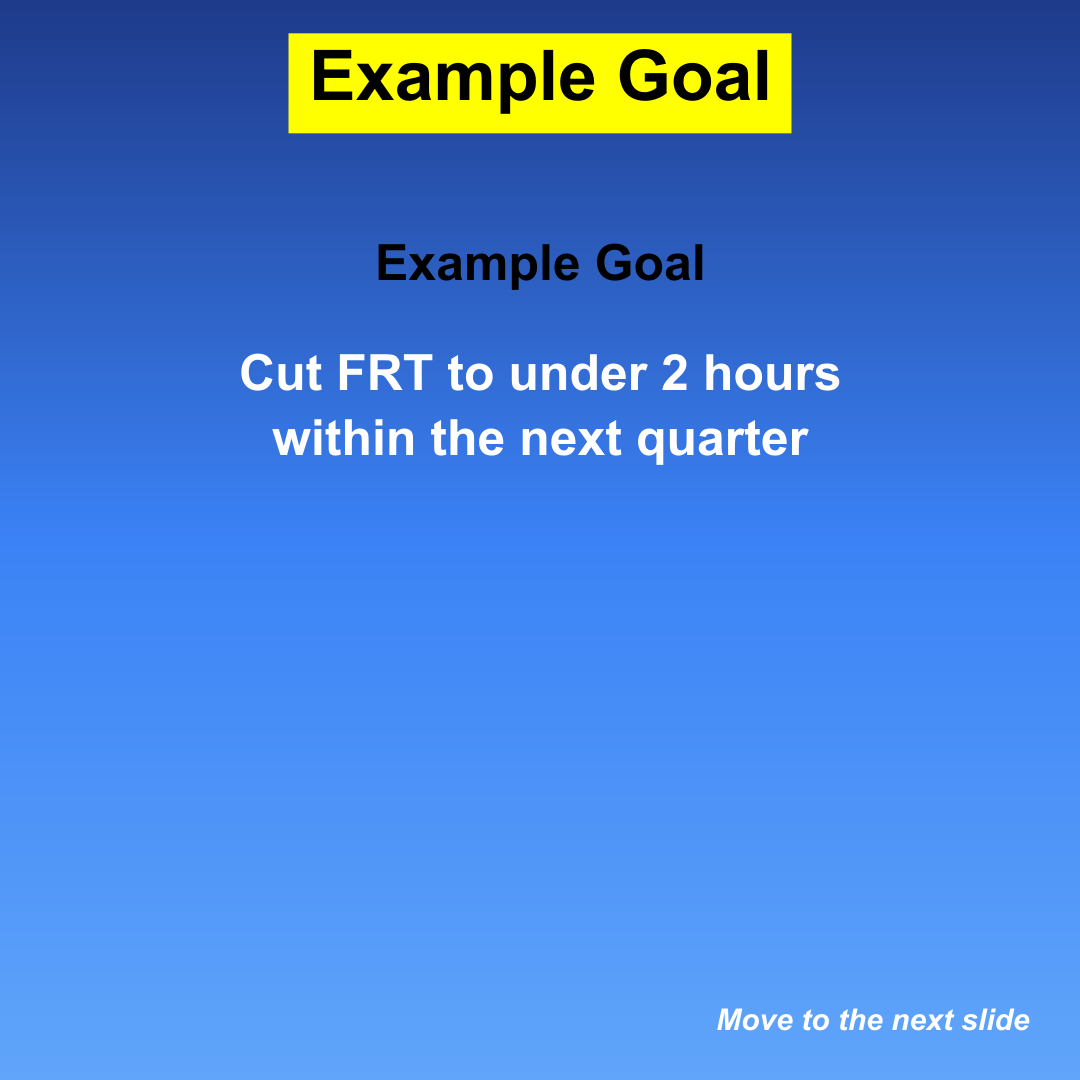 Example Goal
Example Goal
Cut FRT to under 2 hours
within the next quarter
Move to the next slide